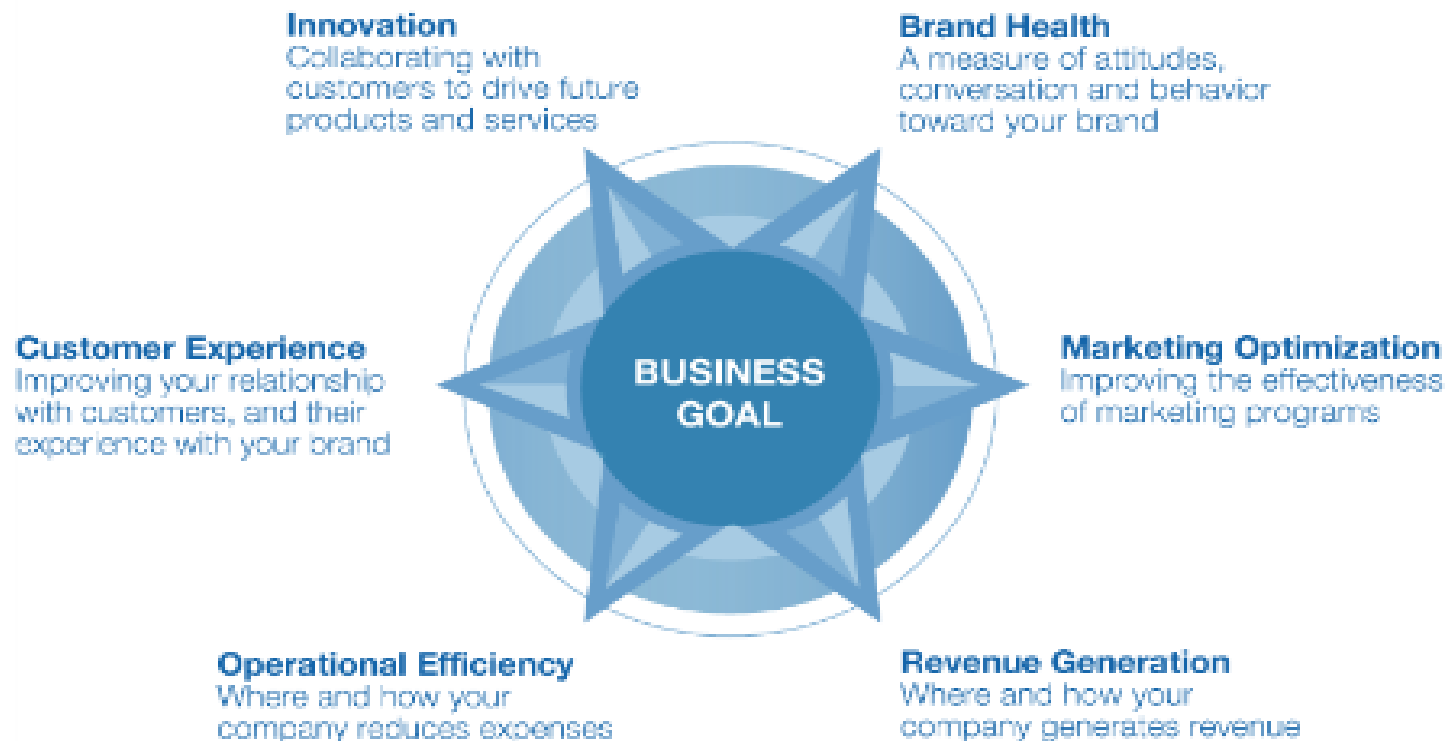 Innovation
Collaborating with
customers to drive future
products and services
Brand Health
A measure of attitudes,
conversation and behavior
toward your brand
Customer Experience
Improving your relationship
with customers, and their
experience with your brand
BUSINESS
GOAL
Marketing Optimization
Improving the effectiveness
of marketing programs
Operational Efficiency
Where and how your
company reduces expenses
Revenue Generation
Where and how your
company generates revenue